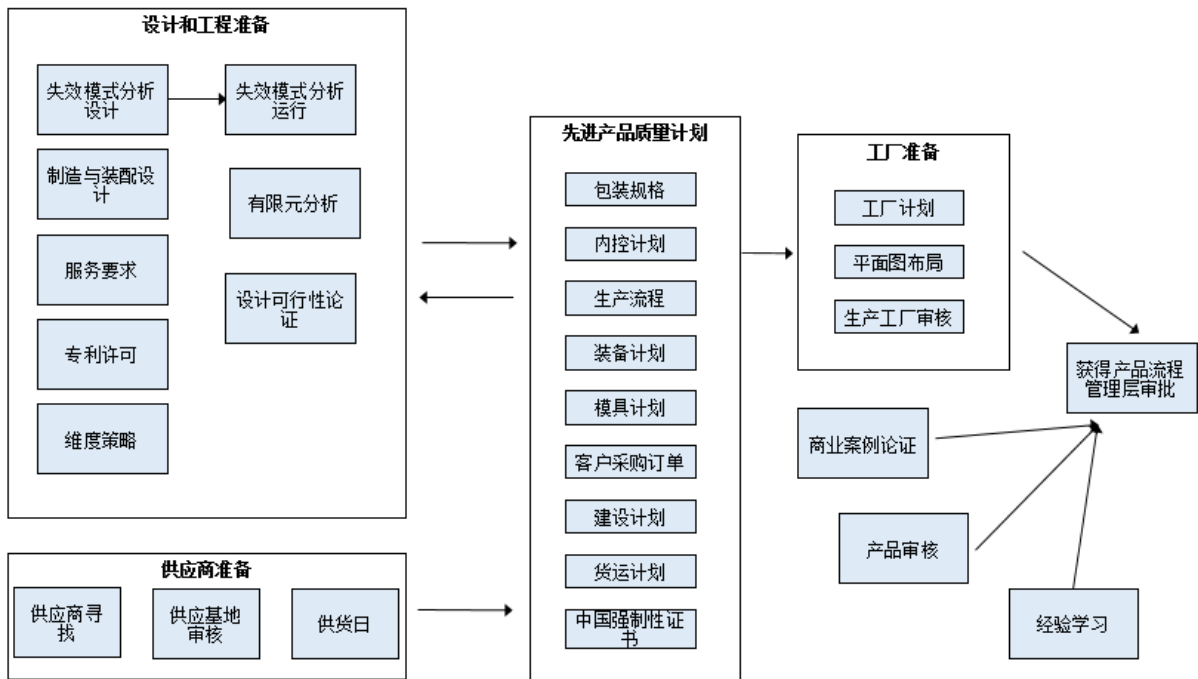 设计和工程准备
失效模式分析
设计
失效模式分析
运行
制造与装配设
计
有限元分析
服务要求
设计可行性论
证
专利许可
维度策略
供应商准备
供应商寻
找
供应基地
审核
供货日
先进产品质量计划
包装规格
内控计划
生产流程
装备计划
模具计划
客户采购订单
建设计划
货运计划
中国强制性证
书
工厂准备
工厂计划
平面图布局
生产工厂审核
获得产品流程
管理层审批
商业案例论证
产品审核
经验学习